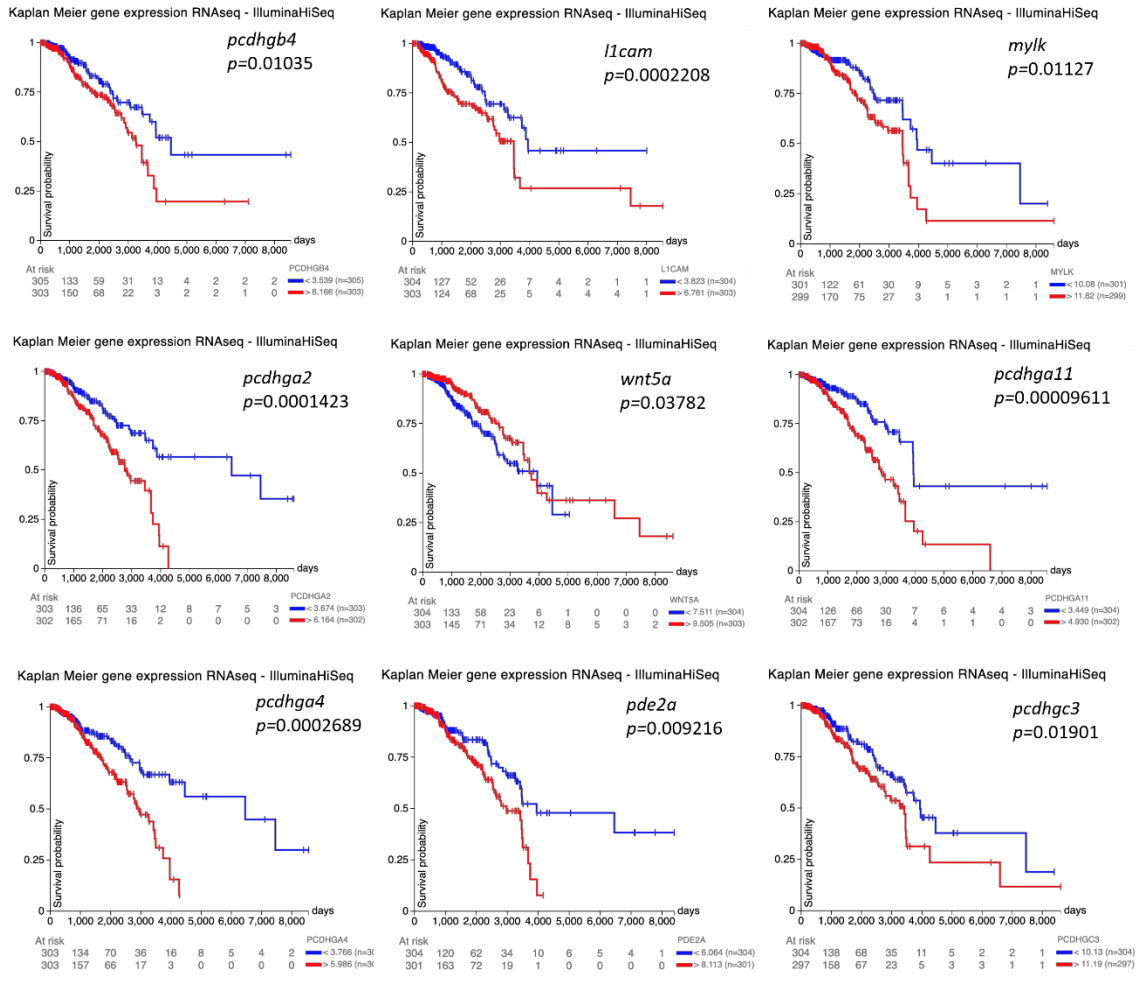 Kaplan Meier gene expression RNAseq - IlluminaHiSeq
pcdhgb4
p=0.01035
1
0.75
0.5
0.25
0
Survival probability
0 1,000 2,000 3,000 4,000 5,000 6,000 7,000 8,000 days
At risk
PCDHGB4
305 133 59 31 13 4 2 2 2 < 3.539 (n=305)
303 150 68 22 3 2 2 1 0 > 6.166 (n=303)
Kaplan Meier gene expression RNAseq - IlluminaHiSeq
l1cam
p=0.0002208
1
0.75
0.5
0.25
0
Survival probability
0 1,000 2,000 3,000 4,000 5,000 6,000 7,000 8,000 days
At risk
L1CAM
304 127 52 26 7 4 2 1 1 < 3.823 (n=304)
303 124 68 25 5 4 4 4 1 > 6.761 (n=303)
Kaplan Meier gene expression RNAseq - IlluminaHiSeq
mylk
p=0.01127
1
0.75
0.5
0.25
0
Survival probability
0 1,000 2,000 3,000 4,000 5,000 6,000 7,000 8,000 days
At risk
MYLK
301 122 61 30 9 5 3 2 1 < 10.08 (n=301)
299 170 75 27 3 1 1 1 1 > 11.82 (n=299)
Kaplan Meier gene expression RNAseq - IlluminaHiSeq
pcdhga2
p=0.0001423
1
0.75
0.5
0.25
0
Survival probability
0 1,000 2,000 3,000 4,000 5,000 6,000 7,000 8,000 days
At risk
PCDHGA2
303 136 65 33 12 8 7 5 3 < 3.674 (n=303)
302 165 71 16 2 0 0 0 0 > 6.164 (n=302)
Kaplan Meier gene expression RNAseq - IlluminaHiSeq
wnt5a
p=0.03782
1
0.75
0.5
0.25
0
Survival probability
0 1,000 2,000 3,000 4,000 5,000 6,000 7,000 8,000 days
At risk
WNT5A
304 133 58 23 6 1 0 0 0 < 7.511 (n=304)
303 145 71 34 12 8 5 3 2 > 9.505 (n=303)
Kaplan Meier gene expression RNAseq - IlluminaHiSeq
pcdhga11
p=0.00009611
1
0.75
0.5
0.25
0
Survival probability
0 1,000 2,000 3,000 4,000 5,000 6,000 7,000 8,000 days
At risk
PCDHGA11
304 126 66 30 7 6 4 4 3 < 3.449 (n=304)
302 167 73 16 4 1 1 0 0 > 4.930 (n=302)
Kaplan Meier gene expression RNAseq - IlluminaHiSeq
pcdhga4
p=0.0002689
1
0.75
0.5
0.25
0
Survival probability
0 1,000 2,000 3,000 4,000 5,000 6,000 7,000 8,000 days
At risk
PCDHGA4
303 134 70 36 16 8 5 4 2 < 3.766 (n=30
303 157 66 17 3 0 0 0 0 > 5.986 (n=30
Kaplan Meier gene expression RNAseq - IlluminaHiSeq
pde2a
p=0.009216
1
0.75
0.5
0.25
0
Survival probability
0 1,000 2,000 3,000 4,000 5,000 6,000 7,000 8,000 days
At risk
PDE2A
304 120 62 34 10 6 5 4 1 < 6.064 (n=304)
301 163 72 19 1 0 0 0 0 > 8.113 (n=301)
Kaplan Meier gene expression RNAseq - IlluminaHiSeq
pcdhgc3
p=0.01901
1
0.75
0.5
0.25
0
Survival probability
0 1,000 2,000 3,000 4,000 5,000 6,000 7,000 8,000 days
At risk
PCDHGC3
304 138 68 35 11 5 2 2 1 < 10.13 (n=304)
297 158 67 23 5 3 3 1 1 > 11.19 (n=297)